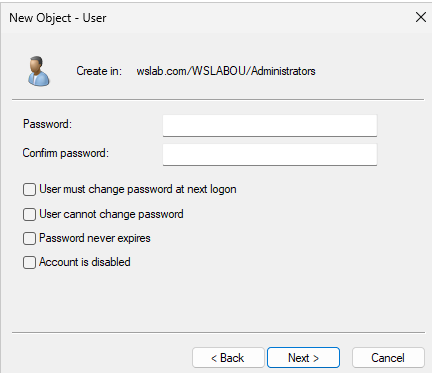 New Object - User
Create in: wslab.com/WSLABOU/Administrators
Password:
Confirm password:
User must change password at next logon
User cannot change password
Password never expires
Account is disabled
< Back Next > Cancel